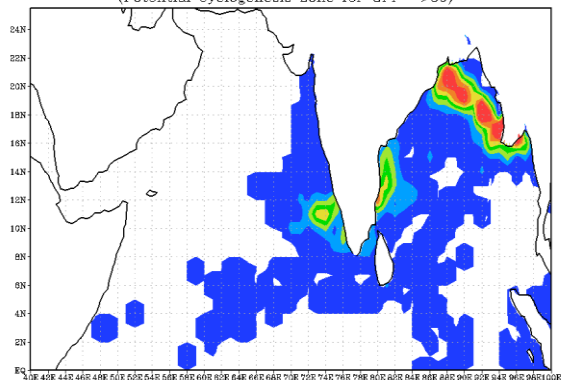 (Potential cyclogenesis zone for
24N
22N
20N
18N
16N
14N
12N
10N
8N
6N
4N
2N
EQ
40E 42E 44E 46E 48E 50E 52E 54E 56E 58E 60E 62E 64E 66E 68E 70E 72E 74E 76E 78E 80E 82E 84E 86E 88E 90E 92E 94E 96E 98E 100E